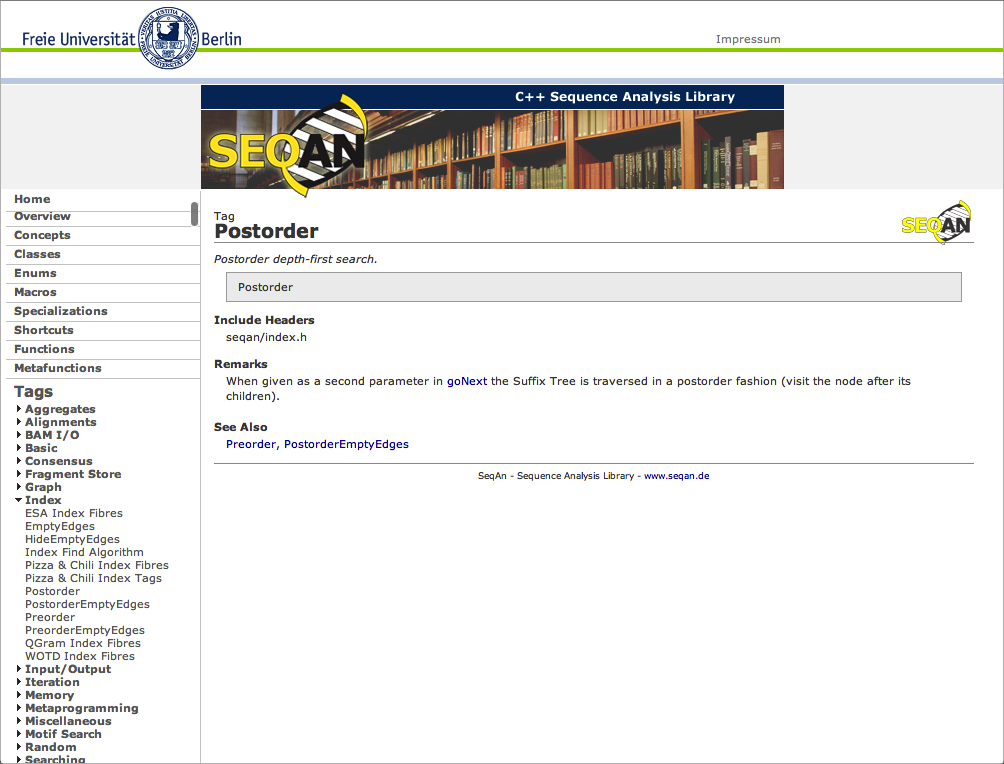 Freie Universität Berlin
Impressum
C++ Sequence Analysis Library
SEQAN
Home
Overview
Concepts
Classes
Enums
Macros
Specializations
Shortcuts
Functions
Metafunctions
Tags
Aggregates
Alignments
BAM I/O
Basic
Consensus
Fragment Store
Graph
Index
ESA Index Fibres
EmptyEdges
HideEmptyEdges
Index Find Algorithm
Pizza & Chili Index Fibres
Pizza & Chili Index Tags
Postorder
PostorderEmptyEdges
Preorder
PreorderEmptyEdges
QGram Index Fibres
WOTD Index Fibres
Input/Output
Iteration
Memory
Metaprogramming
Miscellaneous
Motif Search
Random
Searching
Tag
Postorder
SEQAN
Postorder depth-first search.
Postorder
Include Headers
seqan/index.h
Remarks
When given as a second parameter in goNext the Suffix Tree is traversed in a postorder fashion (visit the node after its
children).
See Also
Preorder, PostorderEmptyEdges
SeqAn - Sequence Analysis Library - www.seqan.de